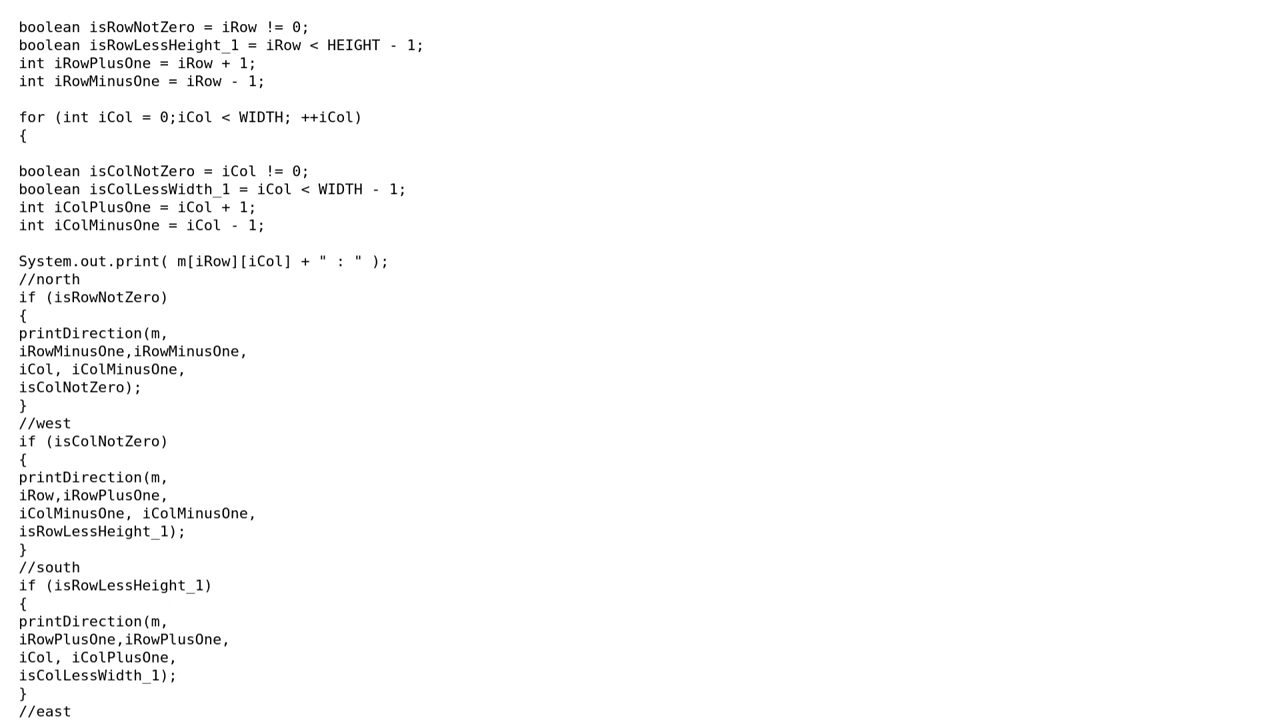 boolean isRowNotZero = iRow != 0;
boolean isRowLessHeight_1 = iRow < HEIGHT - 1;
int iRowPlusOne = iRow + 1;
int iRowMinusOne = iRow - 1;

for (int iCol = 0;iCol < WIDTH; ++iCol)
{

boolean isColNotZero = iCol != 0;
boolean isColLessWidth_1 = iCol < WIDTH - 1;
int iColPlusOne = iCol + 1;
int iColMinusOne = iCol - 1;

System.out.print( m[iRow][iCol] + " : " );
//north
if (isRowNotZero)
{
printDirection(m,
iRowMinusOne,iRowMinusOne,
iCol, iColMinusOne,
isColNotZero);
}
//west
if (isColNotZero)
{
printDirection(m,
iRow,iRowPlusOne,
iColMinusOne, iColMinusOne,
isRowLessHeight_1);
}
//south
if (isRowLessHeight_1)
{
printDirection(m,
iRowPlusOne,iRowPlusOne,
iCol, iColPlusOne,
isColLessWidth_1);
}
//east